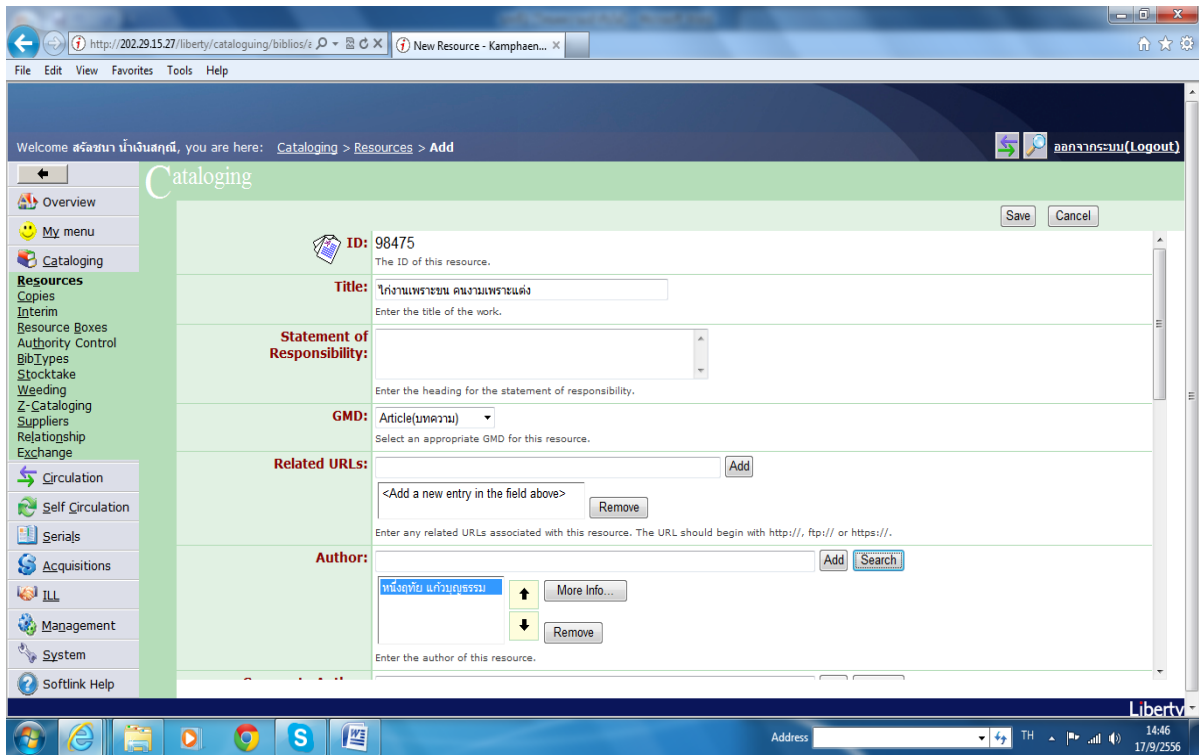 http://202.29.15.27/liberty/cataloguing/biblios/a
New Resource - Kamphaen...
File Edit View Favorites Tools Help
Welcome สรัลชนา น้ำเงินสกุณี, you are here: Cataloging > Resources > Add
ออกจากระบบ(Logout)
Cataloging
Overview
My menu
Cataloging
Resources
Copies
Interim
Resource Boxes
Authority Control
BibTypes
Stocktake
Weeding
Z-Cataloging
Suppliers
Relationship
Exchange
Circulation
Self Circulation
Serials
Acquisitions
ILL
Management
System
Softlink Help
Save Cancel
ID: 98475
The ID of this resource.
Title: ไก่งานเพราะขน คนงามเพราะแต่ง
Enter the title of the work.
Statement of
Responsibility:
Enter the heading for the statement of responsibility.
GMD: Article(บทความ)
Select an appropriate GMD for this resource.
Related URLs:
Add
<Add a new entry in the field above>
Remove
Enter any related URLs associated with this resource. The URL should begin with http://, ftp:// or https://.
Author:
Add Search
หนึ่งฤทัย แก้วบุญธรรม
More Info...
Remove
Enter the author of this resource.
Liberty
Address
TH
14:46
17/9/2556